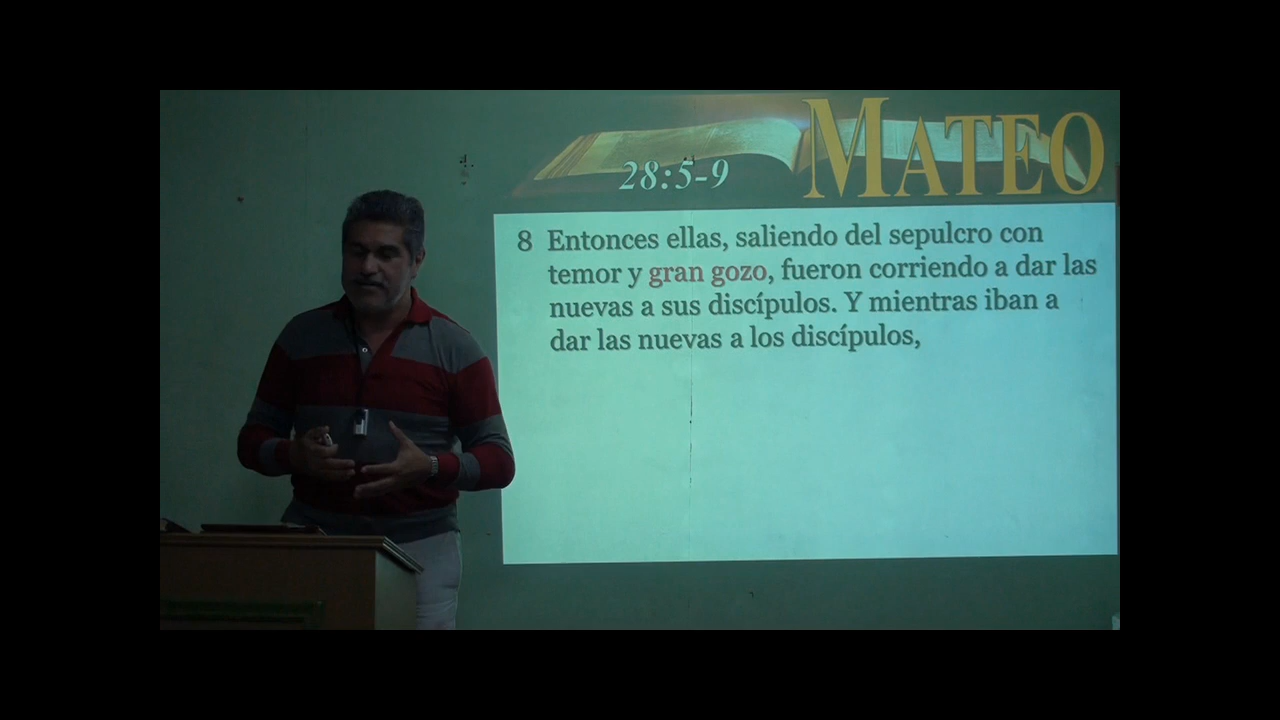 MATEO
28:5-9
8 Entonces ellas, saliendo del sepulcro con
temor y gran gozo, fueron corriendo a dar las
nuevas a sus discípulos. Y mientras iban a
dar las nuevas a los discípulos,